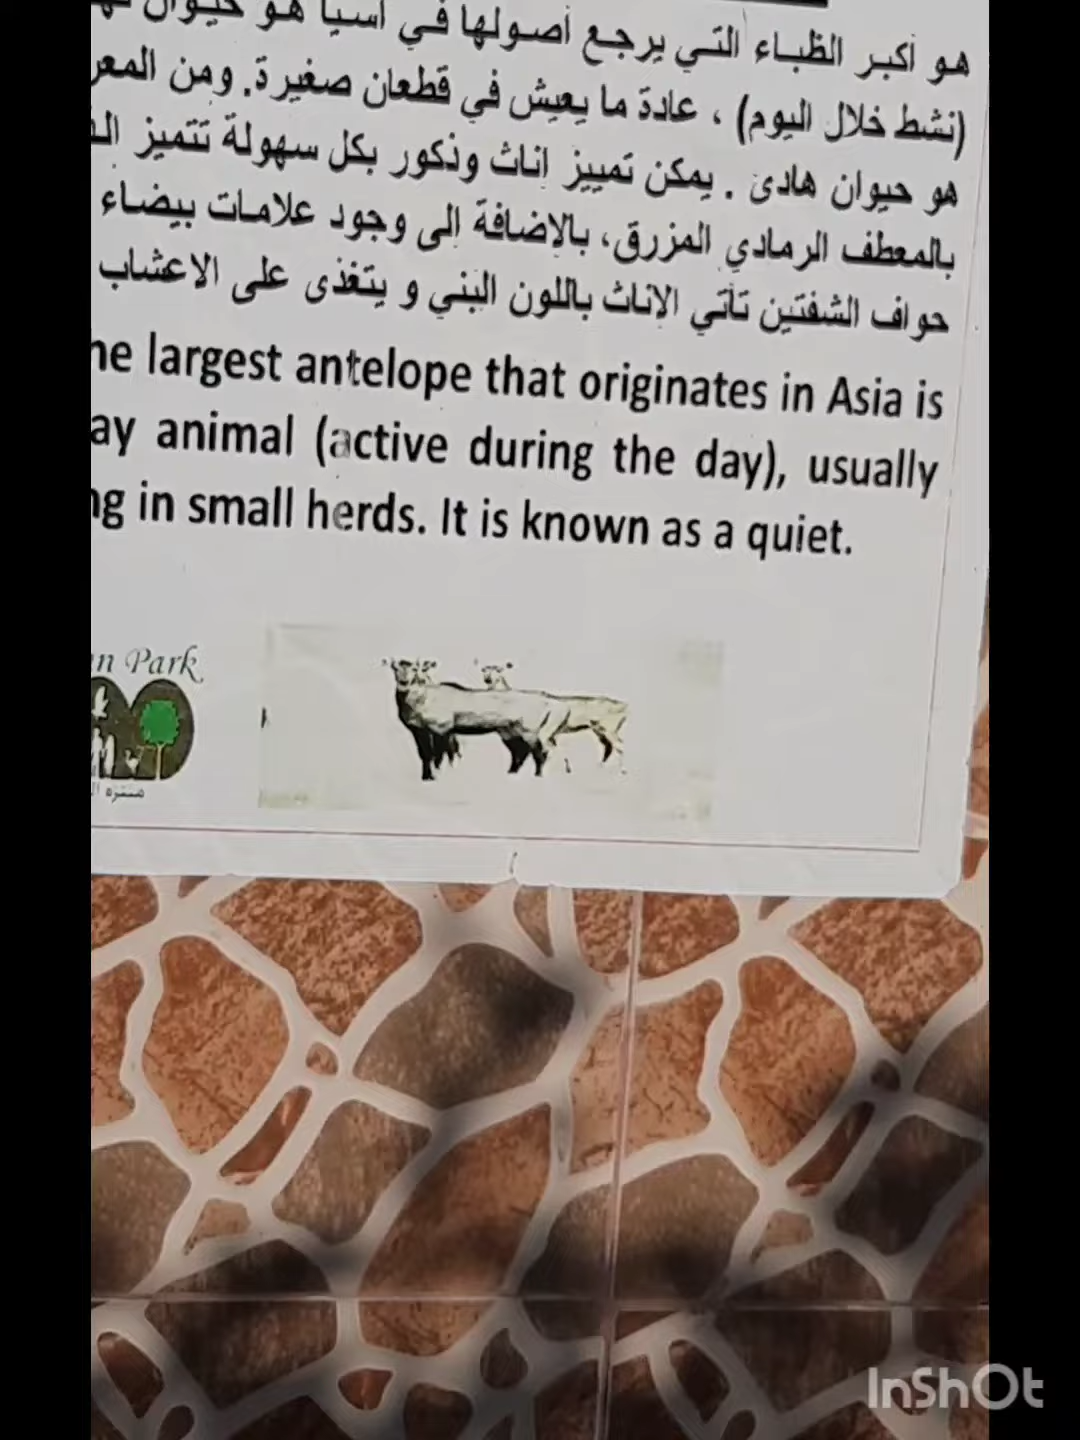 هو أكبر الظباء التي يرجع أصولها في آسيا هو حيوان
(نشط خلال اليوم) ، عادة ما يعيش في قطعان صغيرة. ومن
هو حيوان هادئ . يمكن تمييز إناث وذكور بكل سهولة تتميز
بالمعطف الرمادي المزرق، بالإضافة إلى وجود علامات بيضاء
حواف الشفتين تأتي الإناث باللون البني و يتغذى على الاعشاب
he largest antelope that originates in Asia is
ay animal (active during the day), usually
ng in small herds. It is known as a quiet.
n Park
منتزه
InShOt